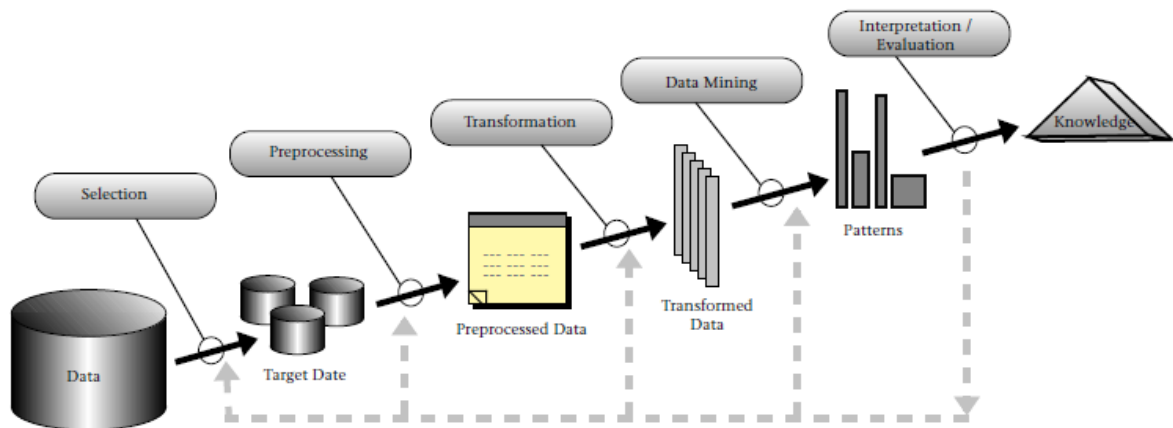 Interpretation /
Evaluation
Data Mining
Transformation
Preprocessing
Selection
Data
Target Date
Preprocessed Data
Transformed
Data
Patterns
Knowledge